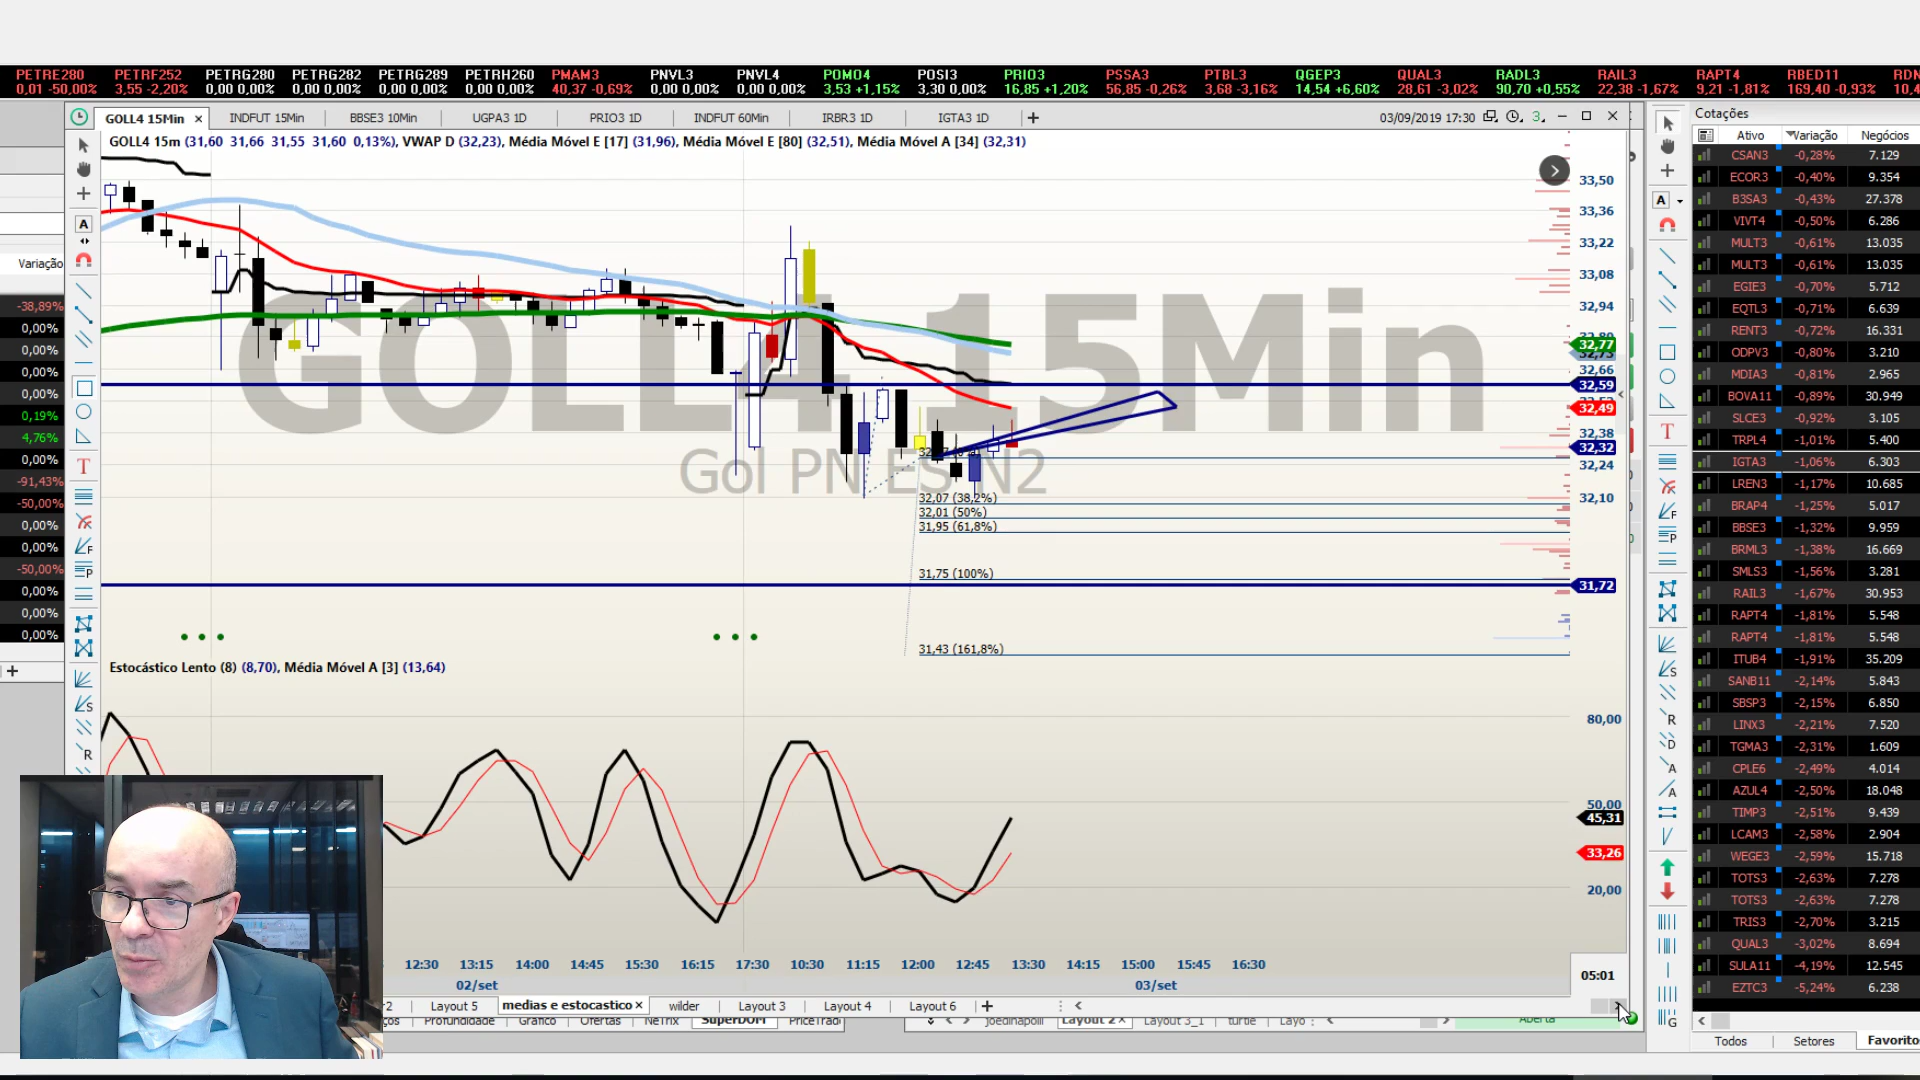 PETRE280 PETRF252 PETRG280 PETRG282 PETRG289 PETRH260 PMAM3 PNVL3 PNVL4 POMO4 POSI3 PRIO3 PSSA3 PTBL3 QGEP3 QUAL3 RADL3 RAIL3 RAPT4 RBED11 RDN
0,01 -50,00% 3,55 -2,20% 0,00 0,00% 0,00 0,00% 0,00 0,00% 0,00 0,00% 40,37 -0,69% 0,00 0,00% 0,00 0,00% 3,53 +1,15% 3,30 0,00% 16,85 +1,20% 56,85 -0,26% 3,68 -3,16% 14,54 +6,60% 28,61 -3,02% 90,70 +0,55% 22,38 -1,67% 9,21 -1,81% 169,40 -0,93% 10,4
GOLL4 15Min × INDFUT 15Min BBSE3 10Min UGPA3 1D PRIO3 1D INDFUT 60Min IRBR3 1D IGTA3 1D + 03/09/2019 17:30
GOLL4 15m (31,60 31,66 31,55 31,60 0,13%), VWAP D (32,23), Média Móvel E [17] (31,96), Média Móvel E [80] (32,51), Média Móvel A [34] (32,31)
GOLL4 15Min
Gol PN ES N2
33,50
33,36
33,22
33,08
32,94
32,77
32,66
32,59
32,49
32,38
32,32
32,24
32,10
31,72
32,07 (38,2%)
32,01 (50%)
31,95 (61,8%)
31,75 (100%)
31,43 (161,8%)
Estocástico Lento (8) (8,70), Média Móvel A [3] (13,64)
80,00
50,00
45,31
33,26
20,00
12:30 13:15 14:00 14:45 15:30 16:15 17:30 10:30 11:15 12:00 12:45 13:30 14:15 15:00 15:45 16:30
02/set 03/set
05:01
Layout 5 medias e estocastico × wilder Layout 3 Layout 4 Layout 6 +
Profundidade Gráfico Ofertas NeTrix SuperDOM joedinapoli Layout 2 × Layout 3_1 turtle Layo Aberta
Variação
-38,89%
0,00%
0,00%
0,00%
0,00%
0,19%
4,76%
0,00%
-91,43%
-50,00%
0,00%
0,00%
-50,00%
0,00%
0,00%
0,00%
Cotações
Ativo Variação Negócios
CSAN3 -0,28% 7.129
ECOR3 -0,40% 9.354
B3SA3 -0,43% 27.378
VIVT4 -0,50% 6.286
MULT3 -0,61% 13.035
MULT3 -0,61% 13.035
EGIE3 -0,70% 5.712
EQTL3 -0,71% 6.639
RENT3 -0,72% 16.331
ODPV3 -0,80% 3.210
MDIA3 -0,81% 2.965
BOVA11 -0,89% 30.949
SLCE3 -0,92% 3.105
TRPL4 -1,01% 5.400
IGTA3 -1,06% 6.303
LREN3 -1,17% 10.685
BRAP4 -1,25% 5.017
BBSE3 -1,32% 9.959
BRML3 -1,38% 16.669
SMLS3 -1,56% 3.281
RAIL3 -1,67% 30.953
RAPT4 -1,81% 5.548
RAPT4 -1,81% 5.548
ITUB4 -1,91% 35.209
SANB11 -2,14% 5.843
SBSP3 -2,15% 6.850
LINX3 -2,21% 7.520
TGMA3 -2,31% 1.609
CPLE6 -2,49% 4.014
AZUL4 -2,50% 18.048
TIMP3 -2,51% 9.439
LCAM3 -2,58% 2.904
WEGE3 -2,59% 15.718
TOTS3 -2,63% 7.278
TOTS3 -2,63% 7.278
TRIS3 -2,70% 3.215
QUAL3 -3,02% 8.694
SULA11 -4,19% 12.545
EZTC3 -5,24% 6.238
Todos Setores Favorito